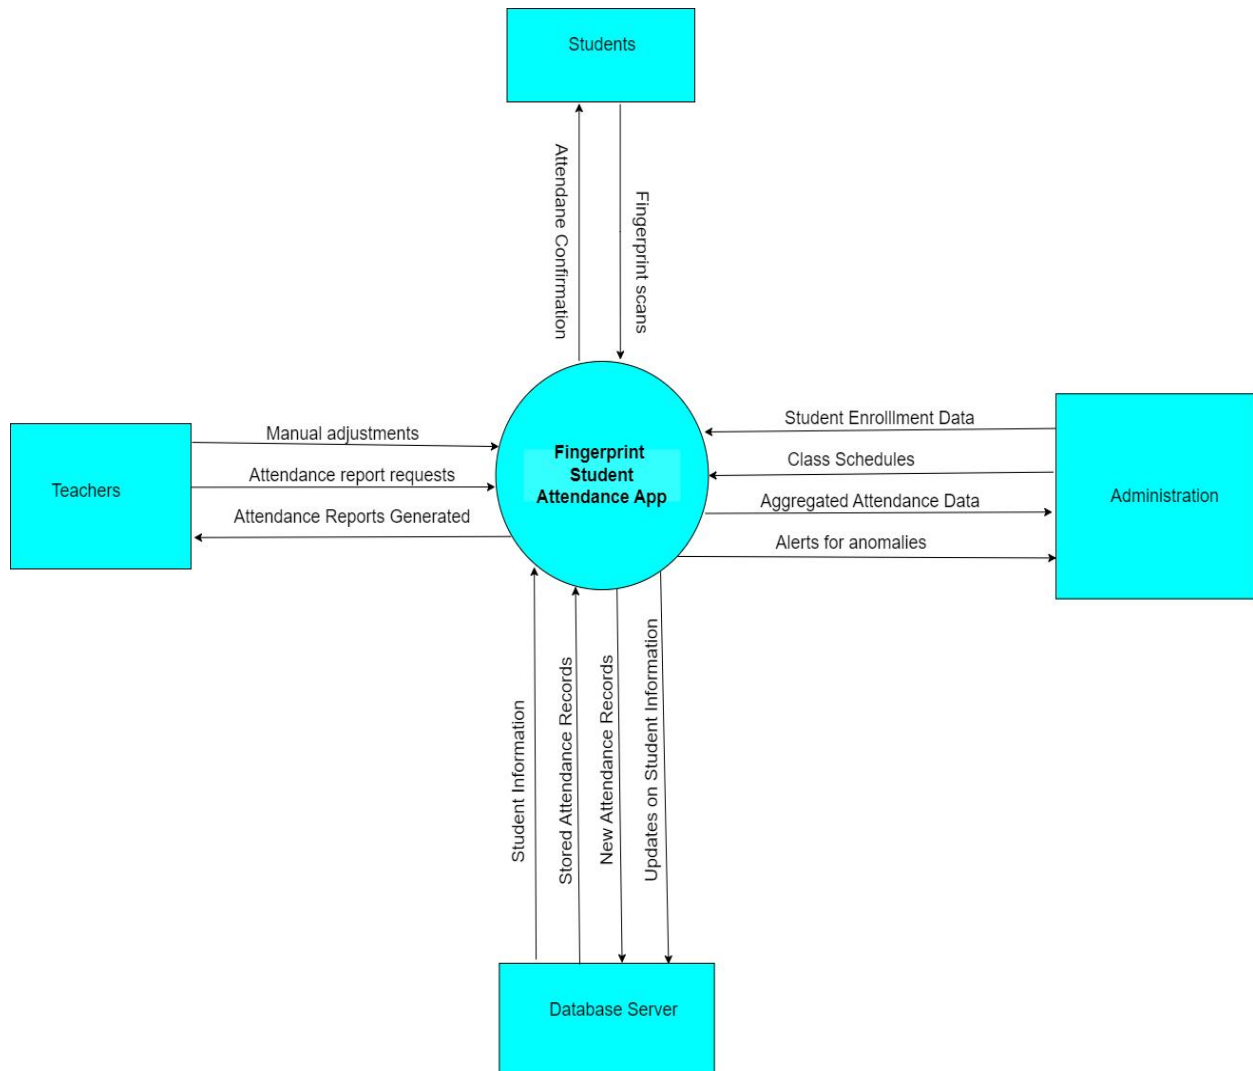 Students
Attendane Confirmation
Fingerprint scans
Manual adjustments
Attendance report requests
Attendance Reports Generated
Teachers
Fingerprint
Student
Attendance App
Student Enrolllment Data
Class Schedules
Aggregated Attendance Data
Alerts for anomalies
Administration
Student Information
Stored Attendance Records
New Attendance Records
Updates on Student Information
Database Server